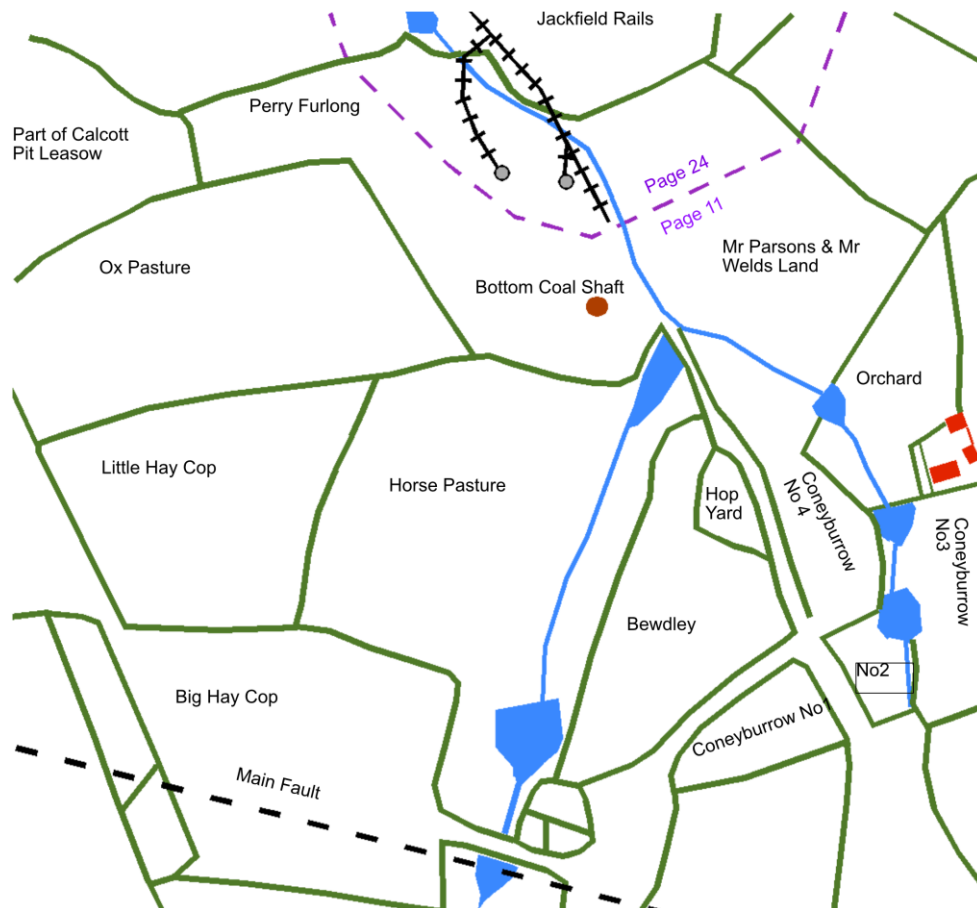 Jackfield Rails
Perry Furlong
Part of Calcott
Pit Leasow
Page 24
Page 11
Mr Parsons & Mr
Welds Land
Ox Pasture
Bottom Coal Shaft
Orchard
Little Hay Cop
Horse Pasture
Hop
Yard
Coneyburrow
No 4
Coneyburrow
No3
Bewdley
No2
Big Hay Cop
Coneyburrow No1
Main Fault